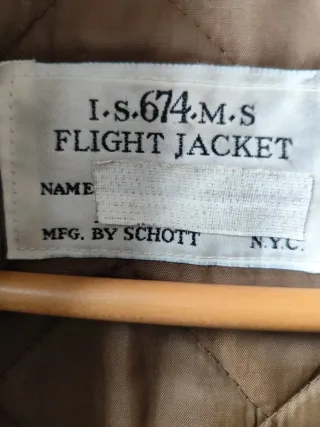 I.S.674.M.S
FLIGHT JACKET
NAME
MFG. BY SCHOTT N.Y.C.